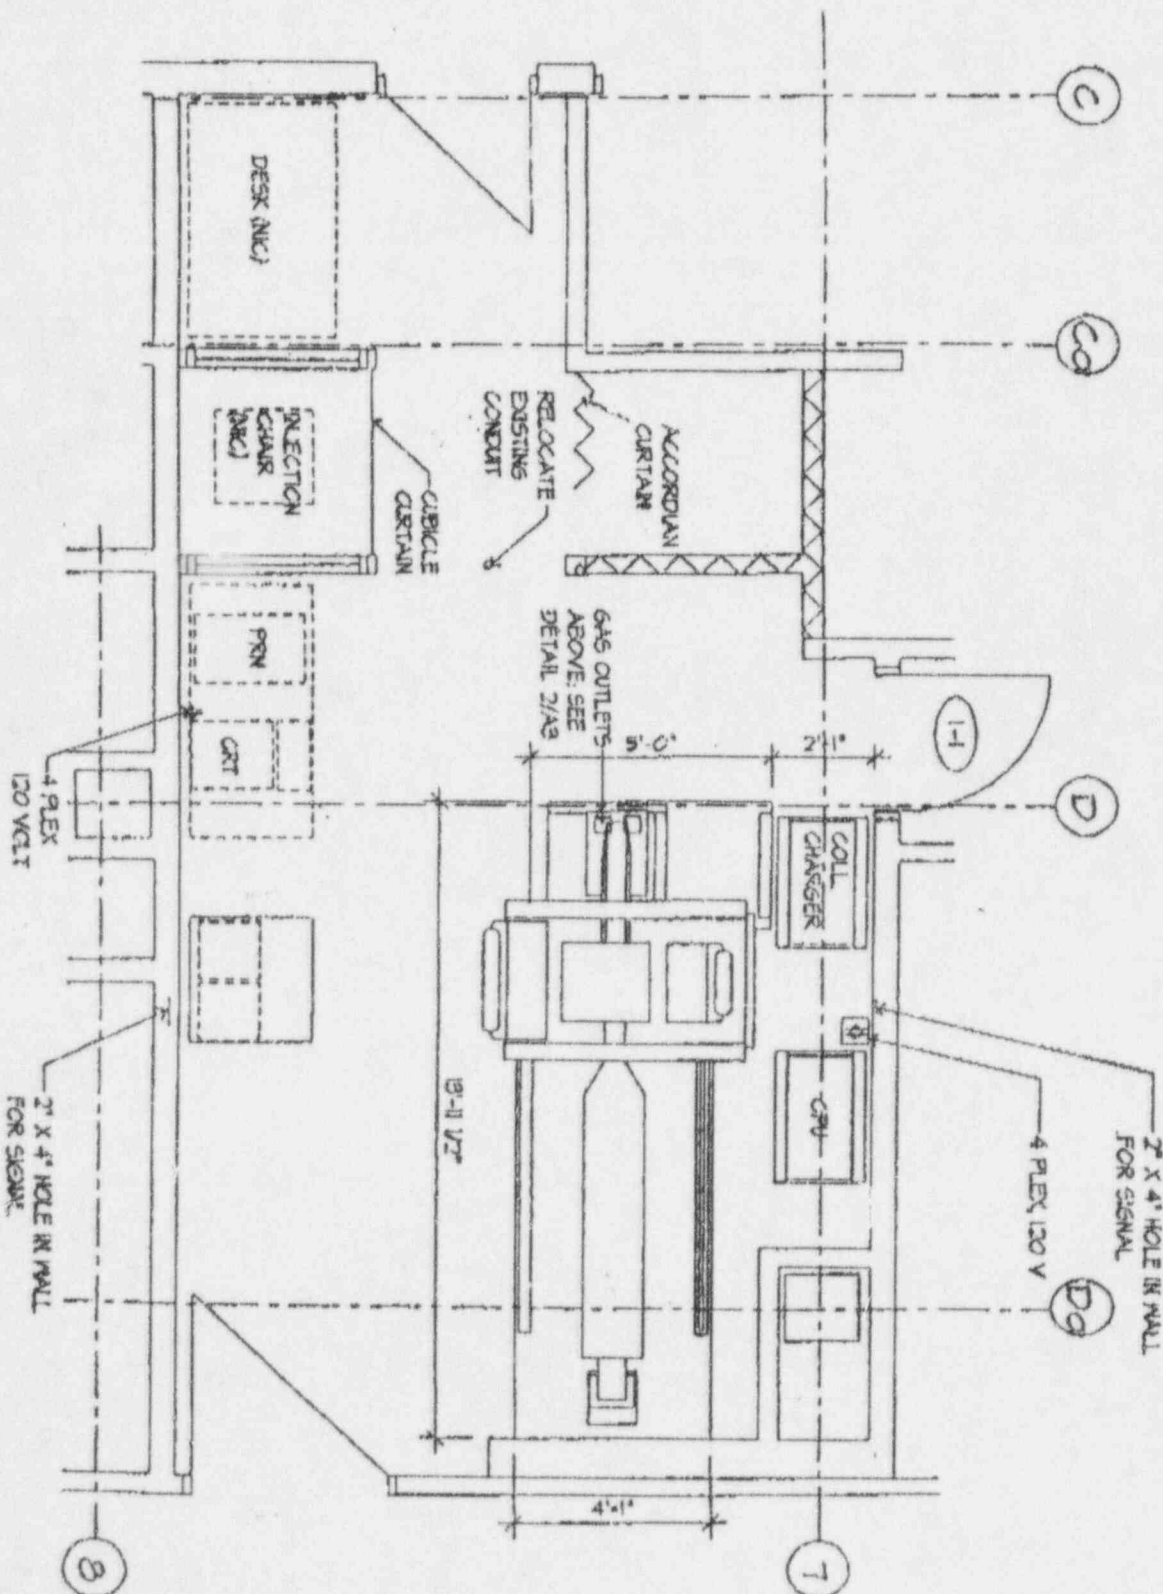 C
Ca
D
Da
7
8
DESK (NIC)
INJECTION
CHAIR
(NIC)
CUBICLE
CURTAIN
RELOCATE
EXISTING
CONDUIT
ACCORDIAN
CURTAIN
PRN
CRT
4 PLEX
120 VOLT
GAS OUTLETS
ABOVE; SEE
DETAIL 2/A3
5'-0"
2'-1"
1-1
COLL
CHARGER
CPU
13'-11 1/2"
4'-1"
2" X 4" HOLE IN WALL
FOR SIGNAL
4 PLEX, 120 V
2" X 4" HOLE IN WALL
FOR SIGNAL